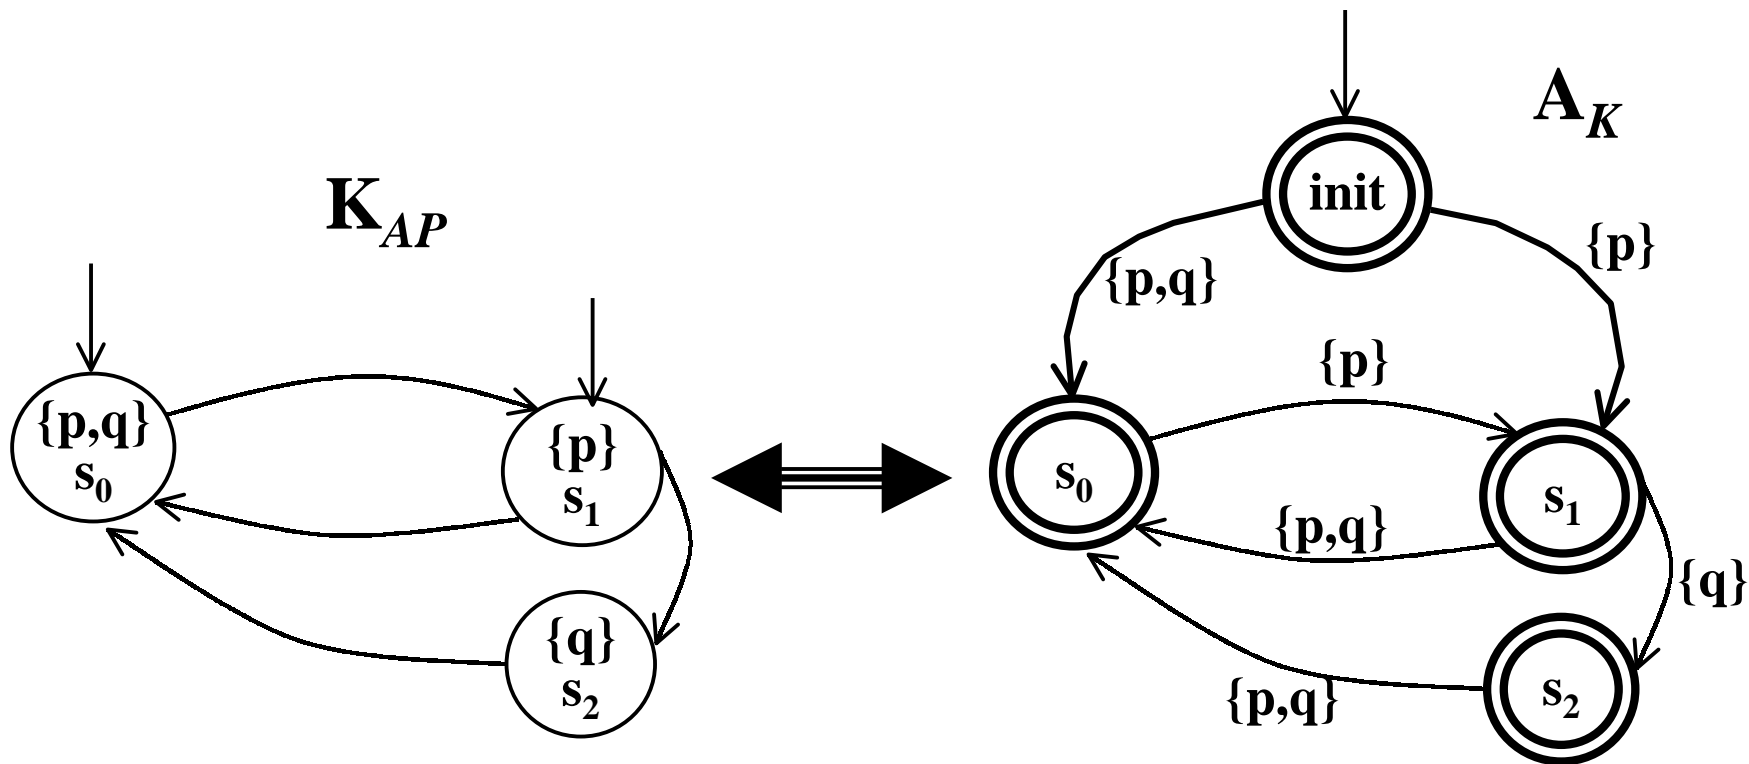 K_AP
{p,q}
s_0
{p}
s_1
{q}
s_2
A_K
init
{p,q}
{p}
{p}
s_0
s_1
{p,q}
{q}
s_2
{p,q}